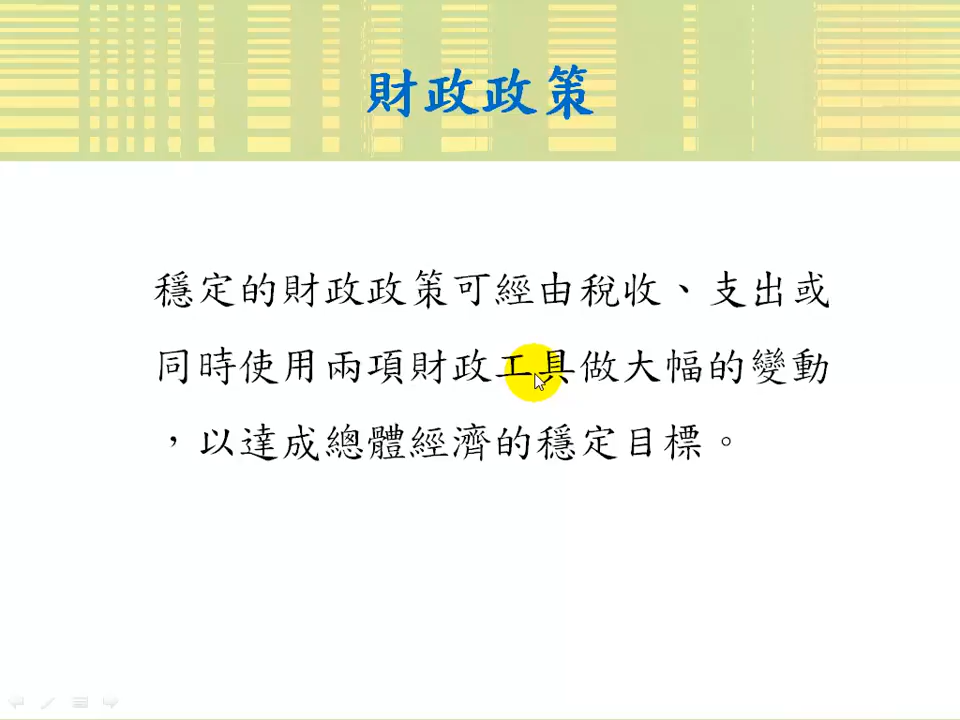 財政政策
穩定的財政政策可經由稅收、支出或
同時使用兩項財政工具做大幅的變動
，以達成總體經濟的穩定目標。